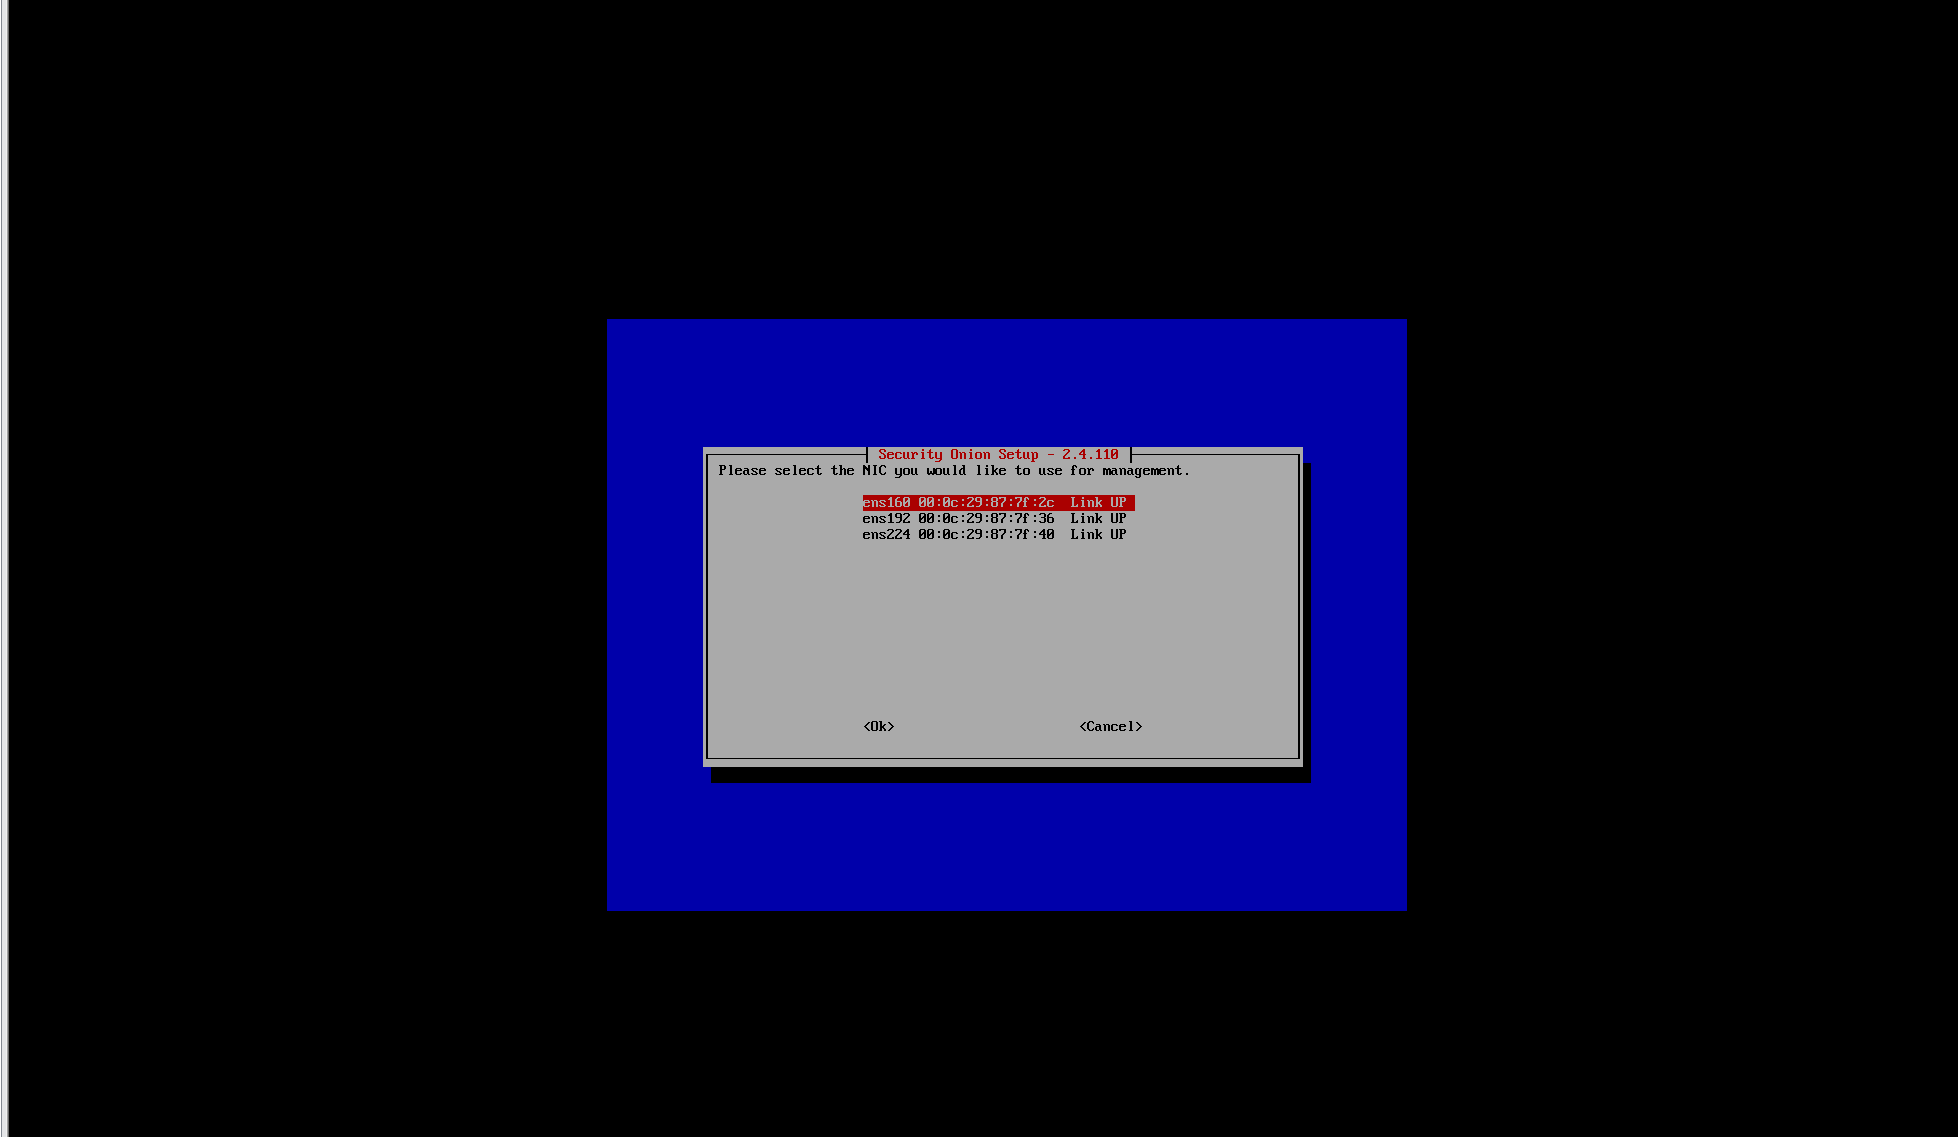 Security Onion Setup - 2.4.110
Please select the NIC you would like to use for management.
ens160 00:0c:29:87:7f:2c  Link UP
ens192 00:0c:29:87:7f:36  Link UP
ens224 00:0c:29:87:7f:40  Link UP
<Ok> <Cancel>